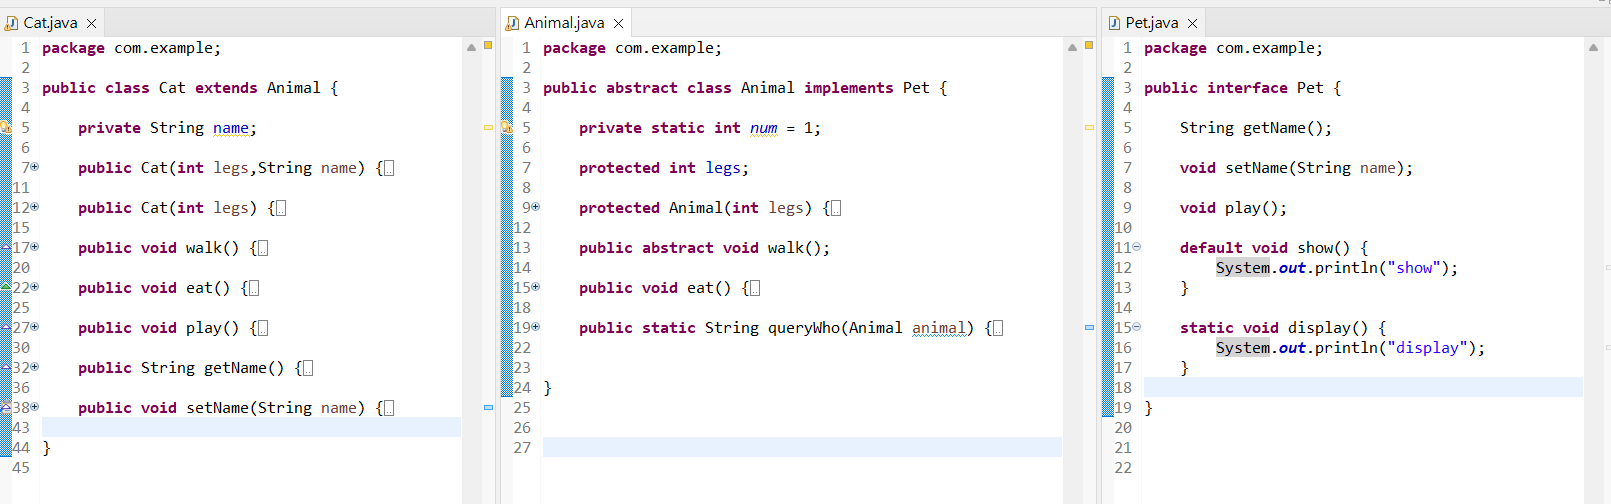 Cat.java
1 package com.example;
2
3 public class Cat extends Animal {
4
5     private String name;
6
7     public Cat(int legs,String name) {
11
12     public Cat(int legs) {
16
17     public void walk() {
20
22     public void eat() {
25
27     public void play() {
30
32     public String getName() {
36
38     public void setName(String name) {
43
44 }
45
Animal.java
1 package com.example;
2
3 public abstract class Animal implements Pet {
4
5     private static int num = 1;
6
7     protected int legs;
8
9     protected Animal(int legs) {
12
13     public abstract void walk();
14
15     public void eat() {
18
19     public static String queryWho(Animal animal) {
22
23
24 }
25
26
27
Pet.java
1 package com.example;
2
3 public interface Pet {
4
5     String getName();
6
7     void setName(String name);
8
9     void play();
10
11     default void show() {
12         System.out.println("show");
13     }
14
15     static void display() {
16         System.out.println("display");
17     }
18
19 }
20
21
22